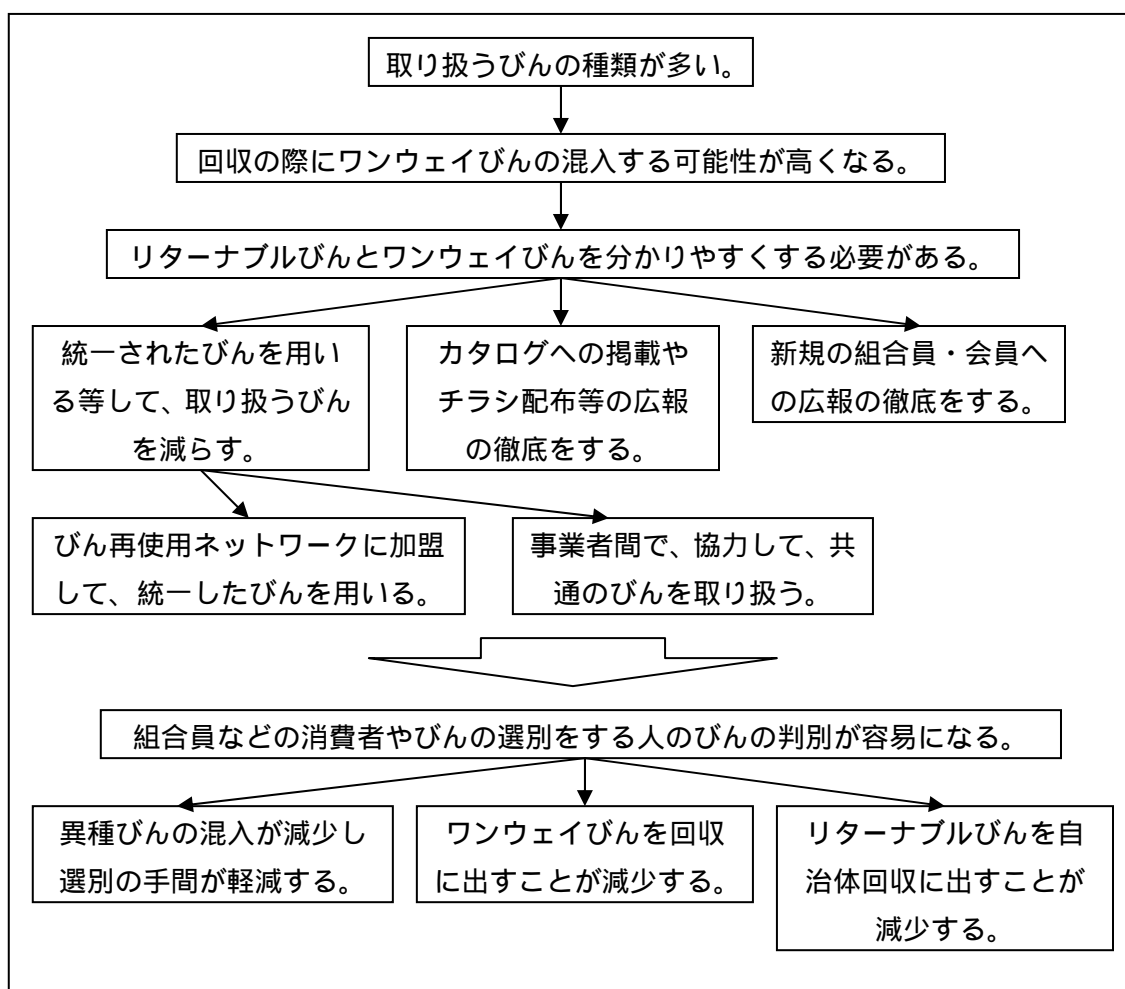 取り扱うびんの種類が多い。
回収の際にワンウェイびんの混入する可能性が高くなる。
リターナブルびんとワンウェイびんを分かりやすくする必要がある。
統一されたびんを用い
る等して、取り扱うびん
を減らす。
カタログへの掲載や
チラシ配布等の広報
の徹底をする。
新規の組合員・会員へ
の広報の徹底をする。
びん再使用ネットワークに加盟
して、統一したびんを用いる。
事業者間で、協力して、共
通のびんを取り扱う。
組合員などの消費者やびんの選別をする人のびんの判別が容易になる。
異種びんの混入が減少し
選別の手間が軽減する。
ワンウェイびんを回収
に出すことが減少する。
リターナブルびんを自
治体回収に出すことが
減少する。